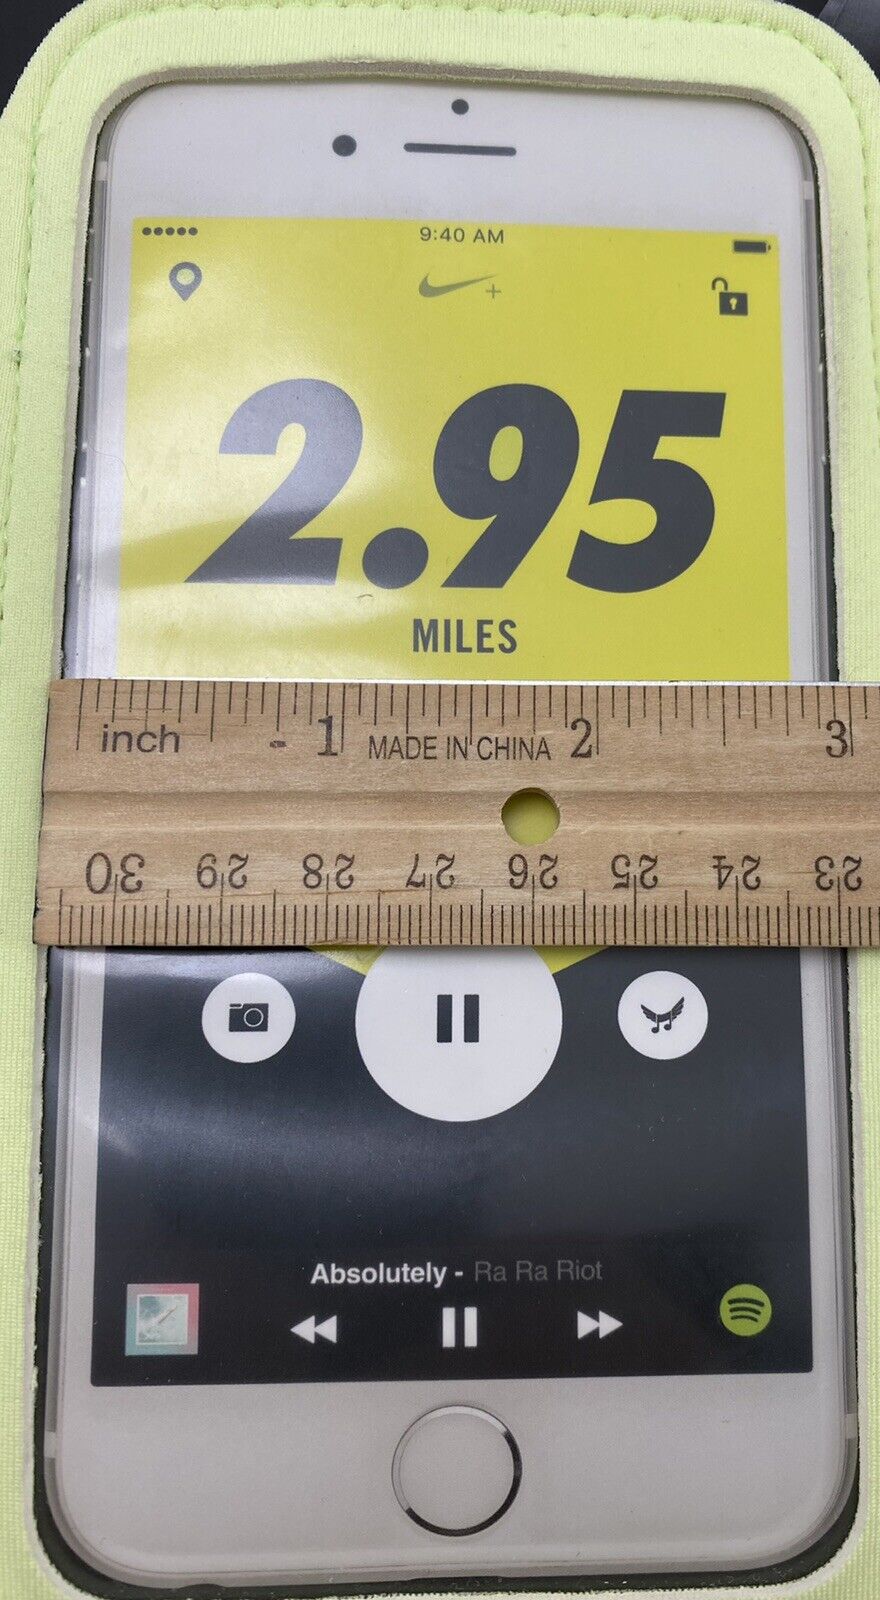 9:40 AM
+
2.95
MILES
inch 1 MADE IN CHINA 2 3
30 29 28 27 26 25 24 23
Absolutely - Ra Ra Riot